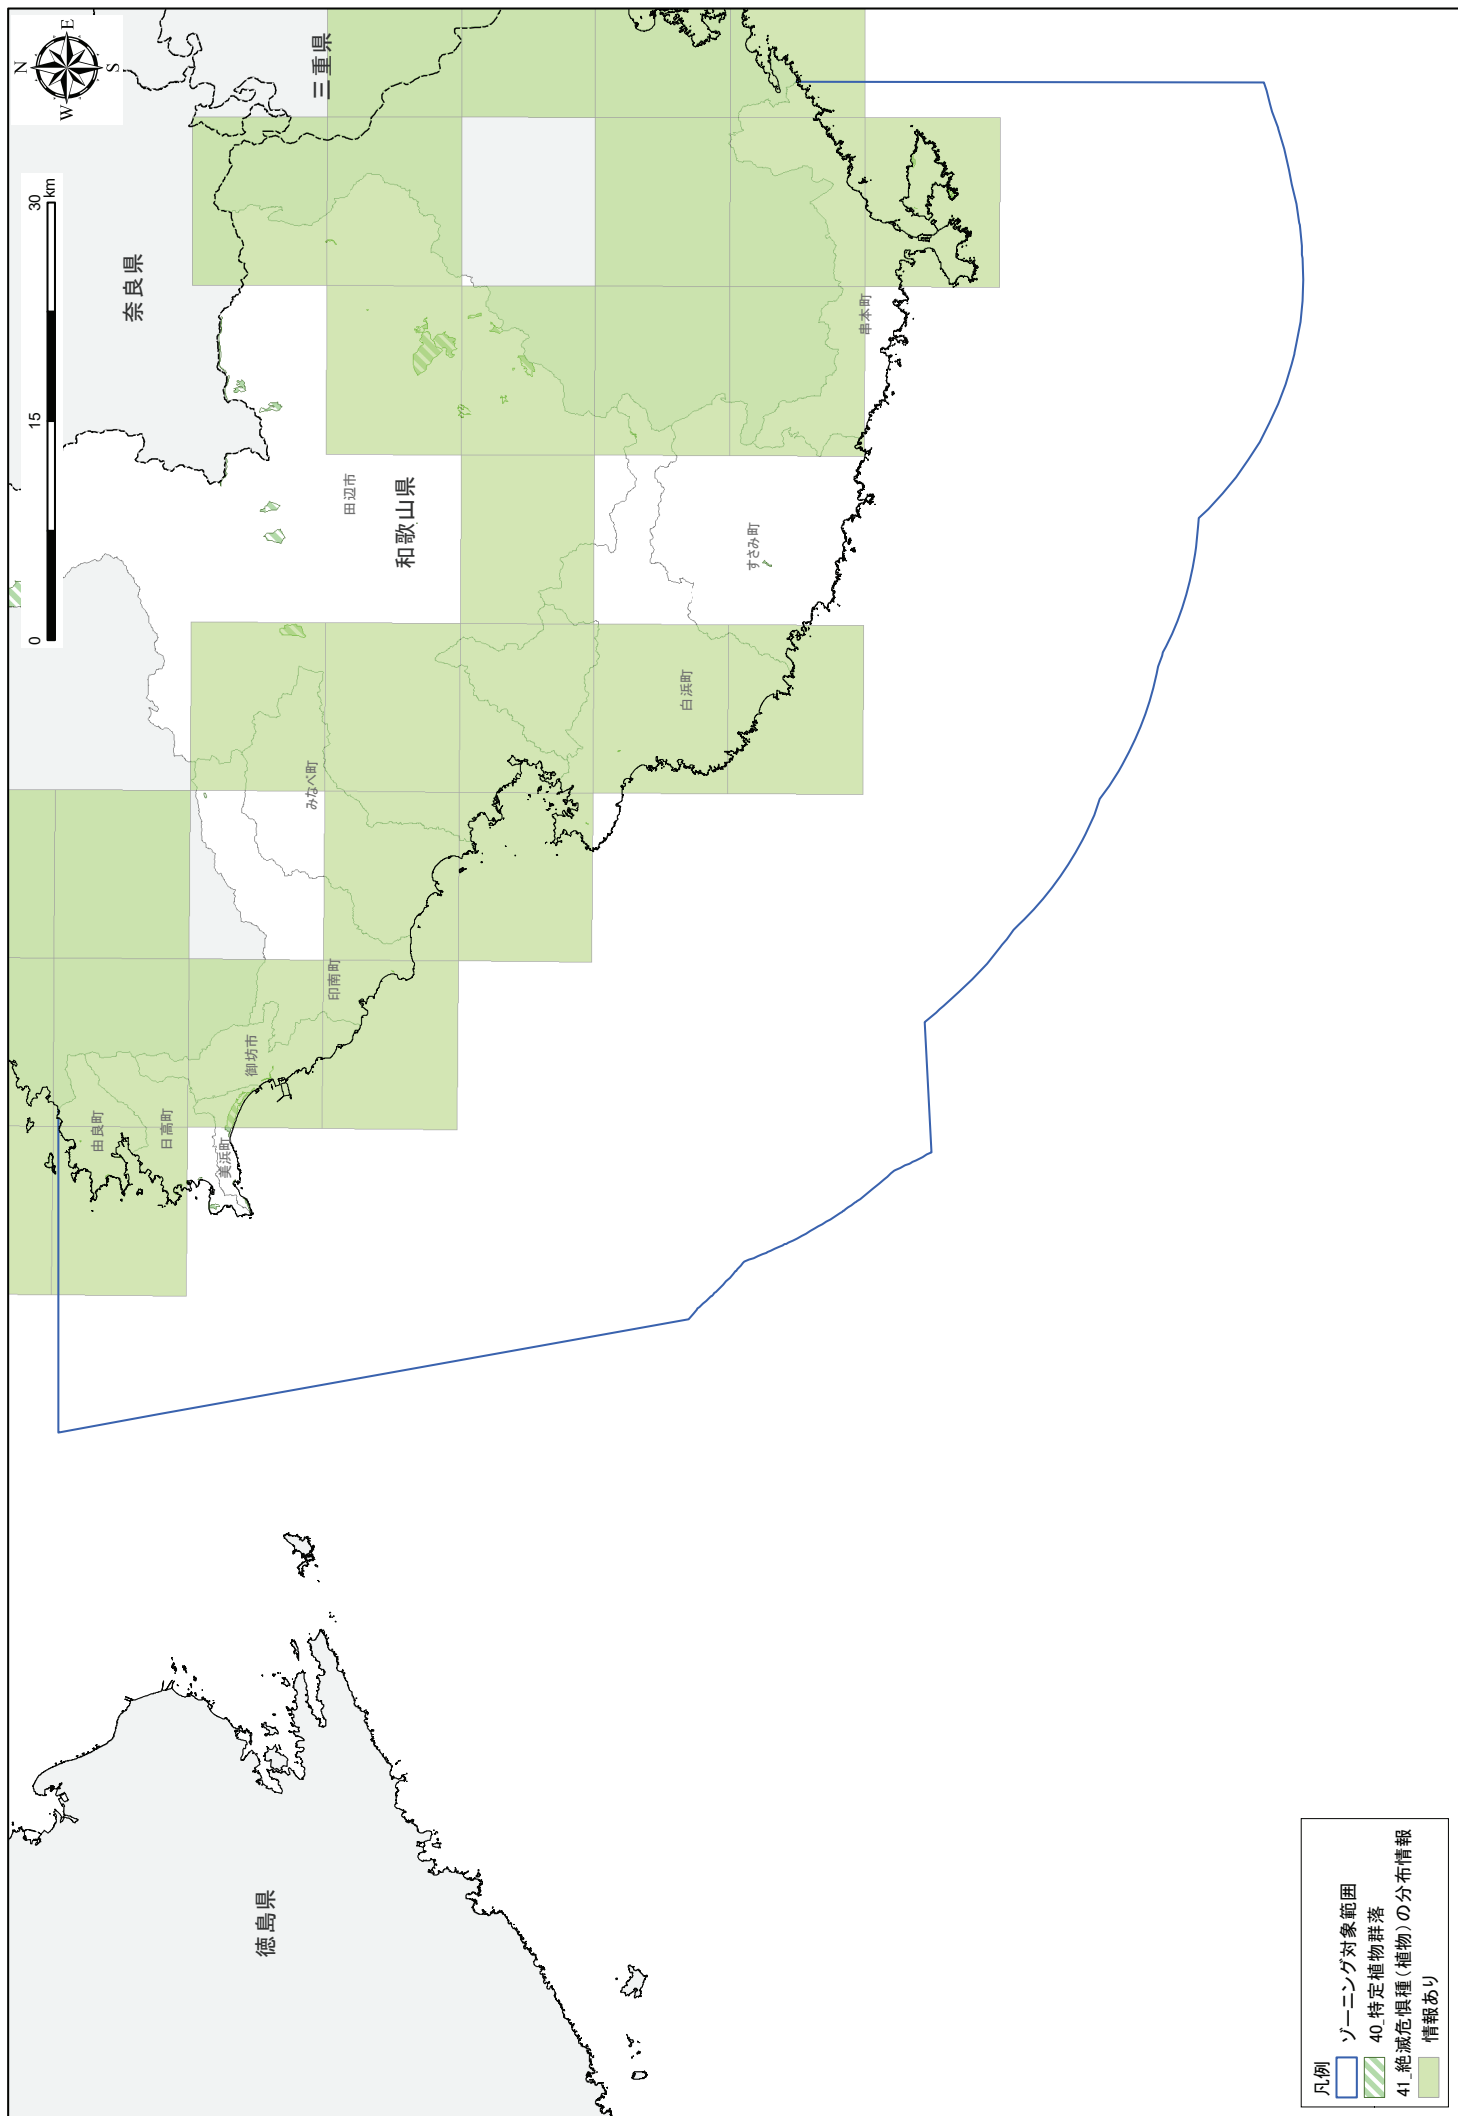 N
E
S
W
0
15
30
km
三重県
奈良県
和歌山県
田辺市
串本町
すさみ町
白浜町
みなべ町
印南町
御坊市
美浜町
日高町
由良町
徳島県
凡例
ゾーニング対象範囲
40_特定植物群落
41_絶滅危惧種(植物)の分布情報
情報あり